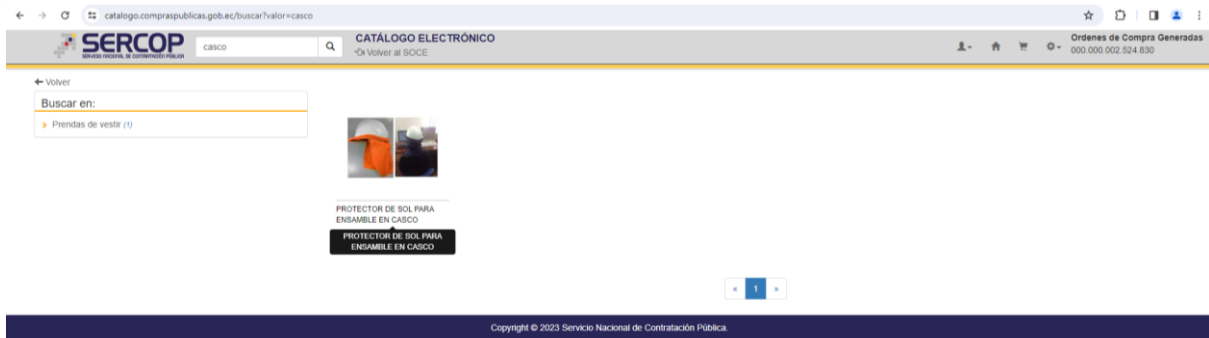 catalogo.compraspublicas.gob.ec/buscar?valor=casco
SERCOP
SERVICIO NACIONAL DE CONTRATACIÓN PÚBLICA
casco
CATÁLOGO ELECTRÓNICO
Volver al SOCE
Ordenes de Compra Generadas
000.000.002.524.830
Volver
Buscar en:
Prendas de vestir (1)
PROTECTOR DE SOL PARA
ENSAMBLE EN CASCO
PROTECTOR DE SOL PARA
ENSAMBLE EN CASCO
« 1 »
Copyright © 2023 Servicio Nacional de Contratación Pública.